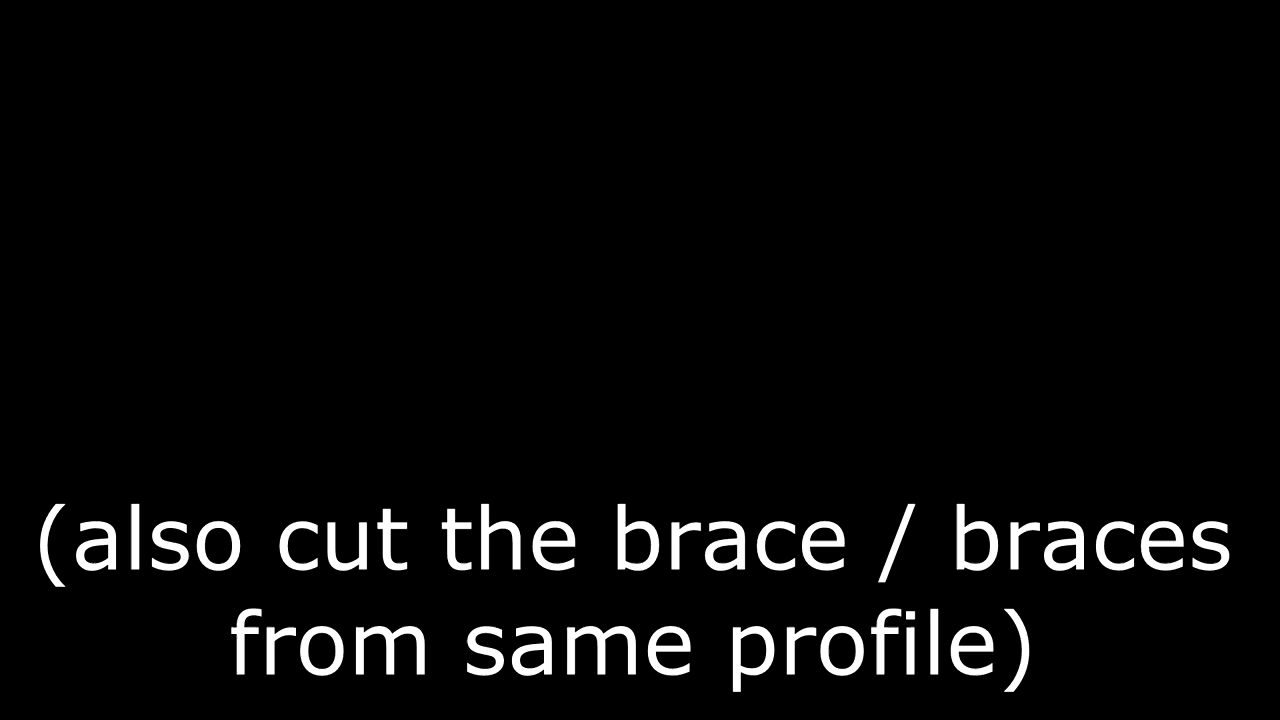 (also cut the brace / braces
from same profile)